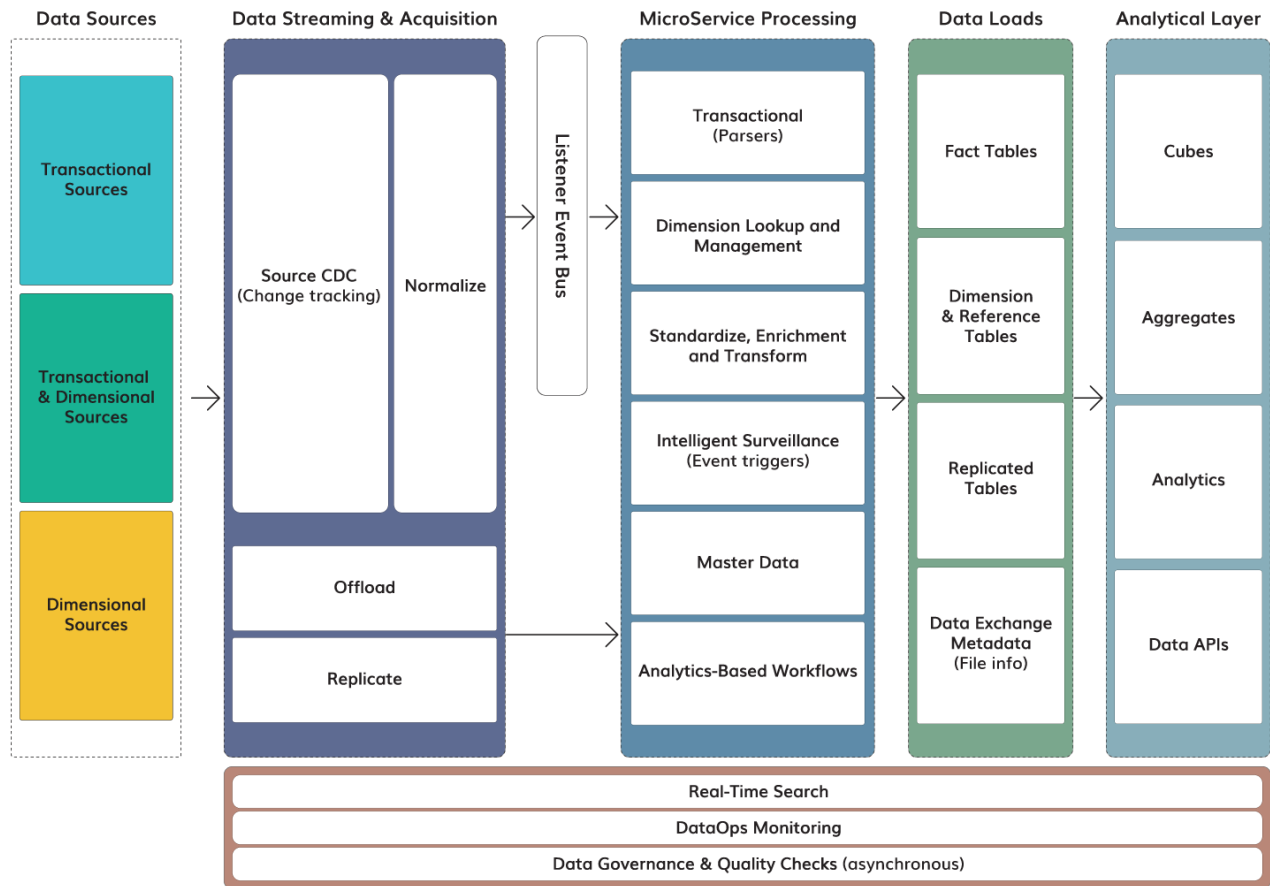 Data Sources
Data Streaming & Acquisition
MicroService Processing
Data Loads
Analytical Layer
Transactional
Sources
Transactional
& Dimensional
Sources
Dimensional
Sources
Source CDC
(Change tracking)
Normalize
Offload
Replicate
Listener Event Bus
Transactional
(Parsers)
Dimension Lookup and
Management
Standardize, Enrichment
and Transform
Intelligent Surveillance
(Event triggers)
Master Data
Analytics-Based Workflows
Fact Tables
Dimension
& Reference
Tables
Replicated
Tables
Data Exchange
Metadata
(File info)
Cubes
Aggregates
Analytics
Data APIs
Real-Time Search
DataOps Monitoring
Data Governance & Quality Checks (asynchronous)